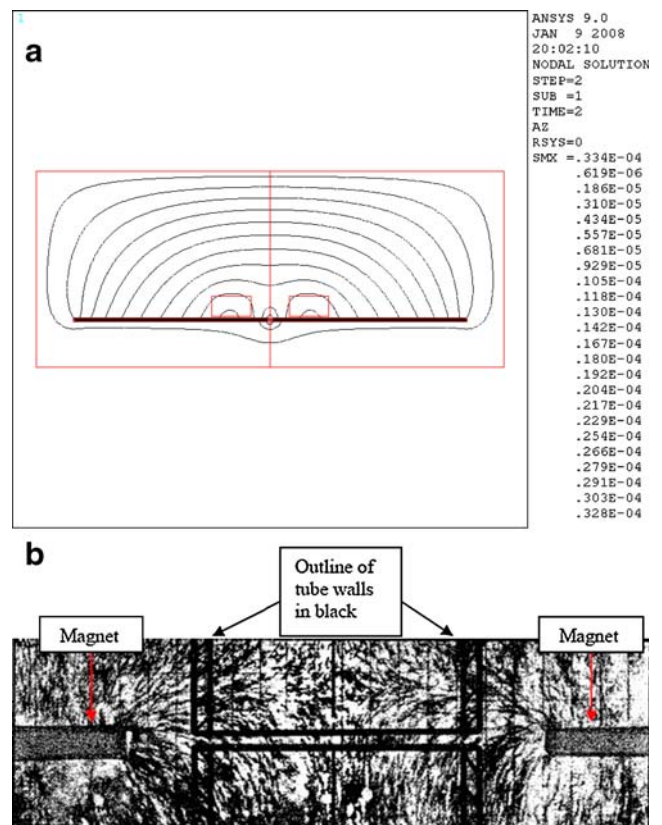 1
a
ANSYS 9.0
JAN 9 2008
20:02:10
NODAL SOLUTION
STEP=2
SUB =1
TIME=2
AZ
RSYS=0
SMX =.334E-04
.619E-06
.186E-05
.310E-05
.434E-05
.557E-05
.681E-05
.929E-05
.105E-04
.118E-04
.130E-04
.142E-04
.167E-04
.180E-04
.192E-04
.204E-04
.217E-04
.229E-04
.254E-04
.266E-04
.279E-04
.291E-04
.303E-04
.328E-04
b
Outline of
tube walls
in black
Magnet
Magnet